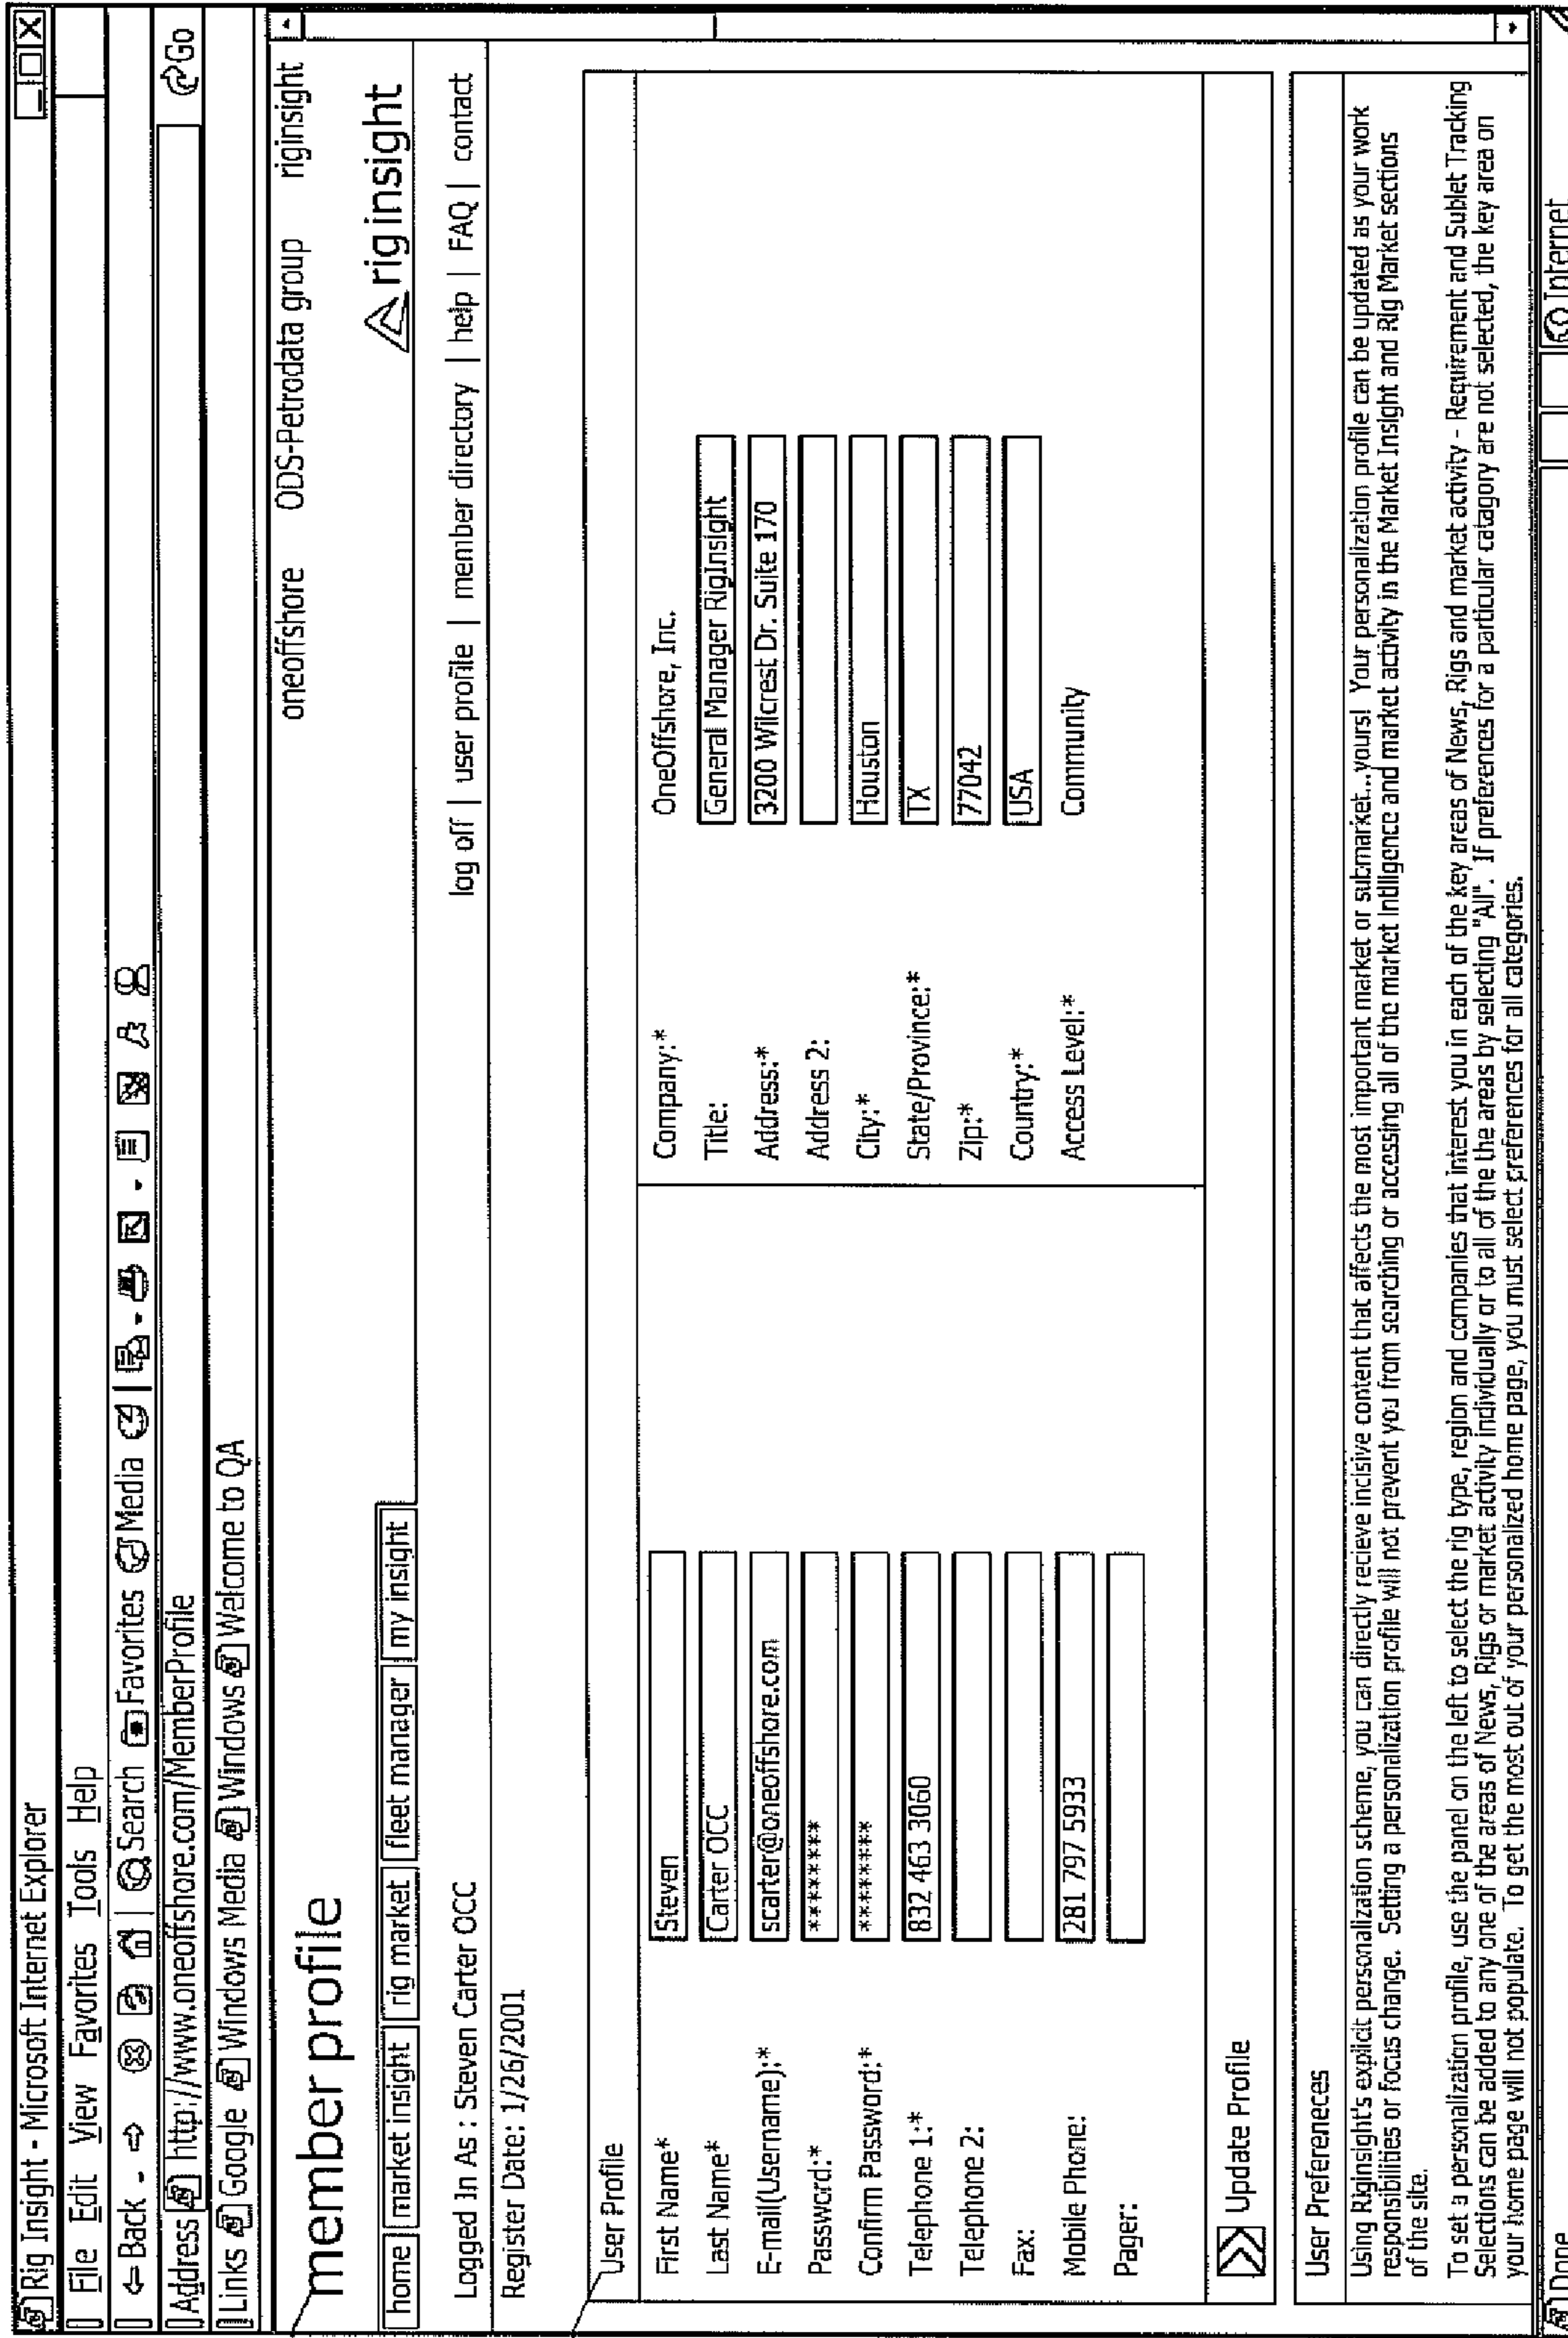 Rig Insight - Microsoft Internet Explorer
File Edit View Favorites Tools Help
Back Search Favorites Media
Address http://www.oneoffshore.com/MemberProfile Go
Links Google Windows Media Windows Welcome to QA
oneoffshore ODS-Petrodata group riginsight
member profile
rig insight
home market insight rig market fleet manager my insight
log off | user profile | member directory | help | FAQ | contact
Logged In As : Steven Carter OCC
Register Date: 1/26/2001
User Profile
First Name* Steven
Last Name* Carter OCC
E-mail(Username):* scarter@oneoffshore.com
Password:* ********
Confirm Password:* ********
Telephone 1:* 832 463 3060
Telephone 2:
Fax:
Mobile Phone: 281 797 5933
Pager:
Company:* OneOffshore, Inc.
Title: General Manager RigInsight
Address:* 3200 Wilcrest Dr. Suite 170
Address 2:
City:* Houston
State/Province:* TX
Zip:* 77042
Country:* USA
Access Level:* Community
Update Profile
User Prefereneces
Using RigInsight's explicit personalization scheme, you can directly recieve incisive content that affects the most important market or submarket...yours! Your personalization profile can be updated as your work
responsibilities or focus change. Setting a personalization profile will not prevent you from searching or accessing all of the market Intilligence and market activity in the Market Insight and Rig Market sections
of the site.
To set a personalization profile, use the panel on the left to select the rig type, region and companies that interest you in each of the key areas of News, Rigs and market activity - Requirement and Sublet Tracking
Selections can be added to any one of the areas of News, Rigs or market activity individually or to all of the the areas by selecting "All". If preferences for a particular catagory are not selected, the key area on
your home page will not populate. To get the most out of your personalized home page, you must select preferences for all categories.
Done Internet